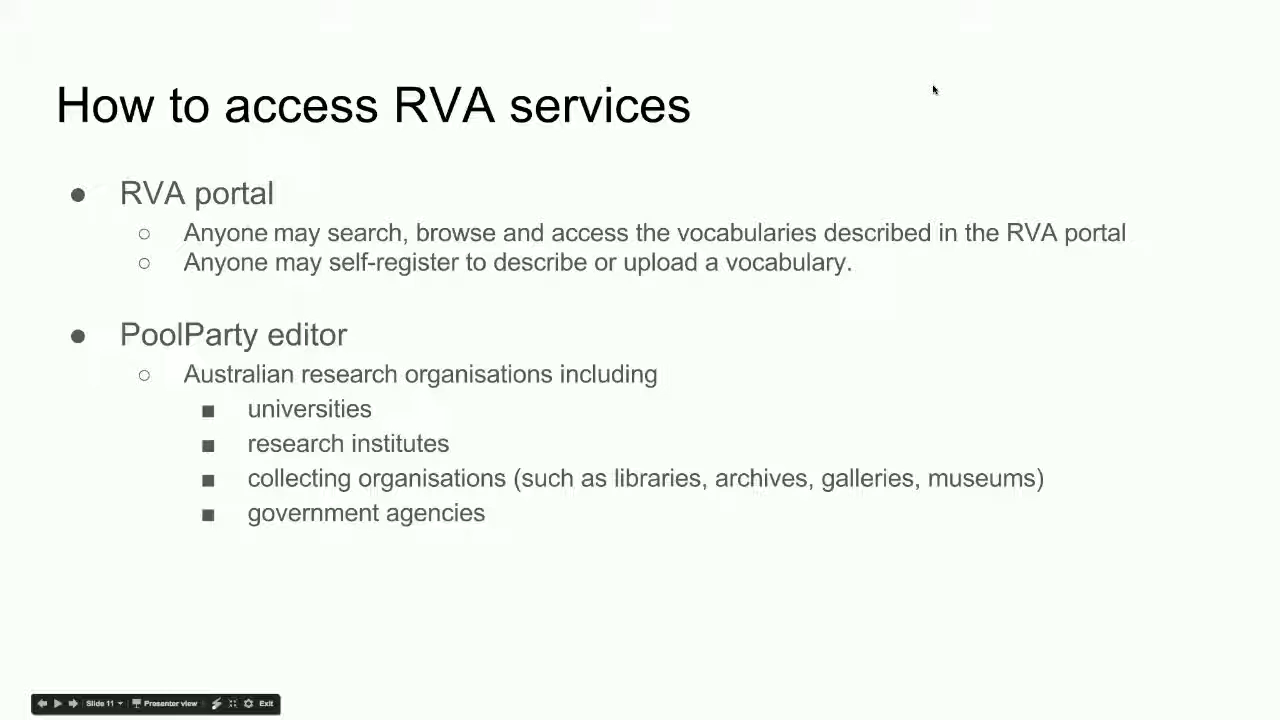 How to access RVA services
● RVA portal
○ Anyone may search, browse and access the vocabularies described in the RVA portal
○ Anyone may self-register to describe or upload a vocabulary.
● PoolParty editor
○ Australian research organisations including
■ universities
■ research institutes
■ collecting organisations (such as libraries, archives, galleries, museums)
■ government agencies
Slide 11 Presenter view Exit